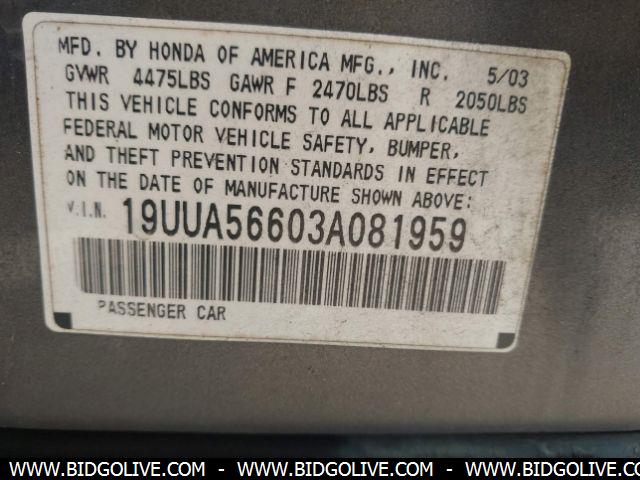 MFD. BY HONDA OF AMERICA MFG., INC. 5/03
GVWR 4475LBS GAWR F 2470LBS R 2050LBS
THIS VEHICLE CONFORMS TO ALL APPLICABLE
FEDERAL MOTOR VEHICLE SAFETY, BUMPER,
AND THEFT PREVENTION STANDARDS IN EFFECT
ON THE DATE OF MANUFACTURE SHOWN ABOVE:
V.I.N. 19UUA56603A081959
PASSENGER CAR
WWW.BIDGOLIVE.COM - WWW.BIDGOLIVE.COM - WWW.BIDGOLIVE.COM